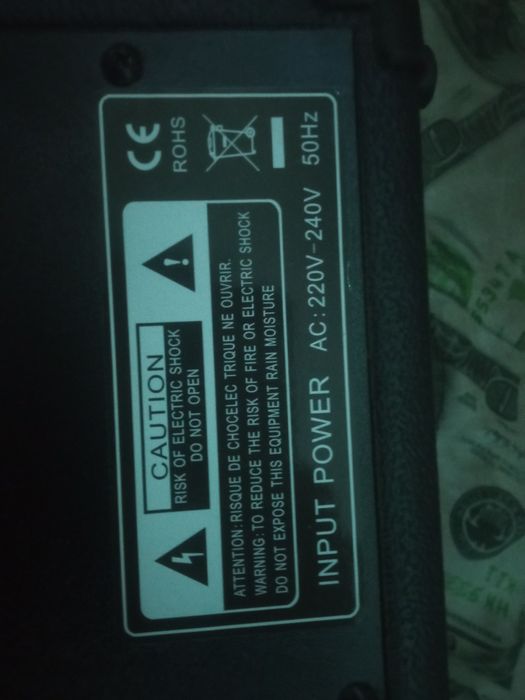 CE
ROHS
CAUTION
RISK OF ELECTRIC SHOCK
DO NOT OPEN
ATTENTION:RISQUE DE CHOCELEC TRIQUE NE OUVRIR.
WARNING:TO REDUCE THE RISK OF FIRE OR ELECTRIC SHOCK
DO NOT EXPOSE THIS EQUIPMENT RAIN MOISTURE
INPUT POWER AC:220V-240V 50Hz